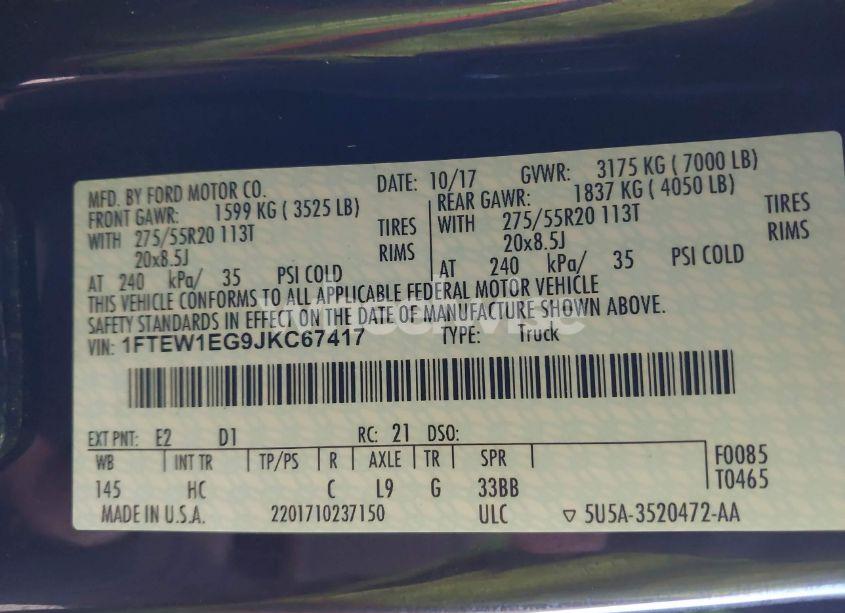 MFD. BY FORD MOTOR CO. DATE: 10/17 GVWR: 3175 KG ( 7000 LB)
FRONT GAWR: 1599 KG ( 3525 LB) REAR GAWR: 1837 KG ( 4050 LB)
WITH 275/55R20 113T TIRES WITH 275/55R20 113T TIRES
20x8.5J RIMS 20x8.5J RIMS
AT 240 kPa/ 35 PSI COLD AT 240 kPa/ 35 PSI COLD
THIS VEHICLE CONFORMS TO ALL APPLICABLE FEDERAL MOTOR VEHICLE
SAFETY STANDARDS IN EFFECT ON THE DATE OF MANUFACTURE SHOWN ABOVE.
VIN: 1FTEW1EG9JKC67417 TYPE: Truck
EXT PNT: E2 D1 RC: 21 DSO:
WB INT TR TP/PS R AXLE TR SPR F0085
145 HC C L9 G 33BB T0465
MADE IN U.S.A. 2201710237150 ULC ▽ 5U5A-3520472-AA